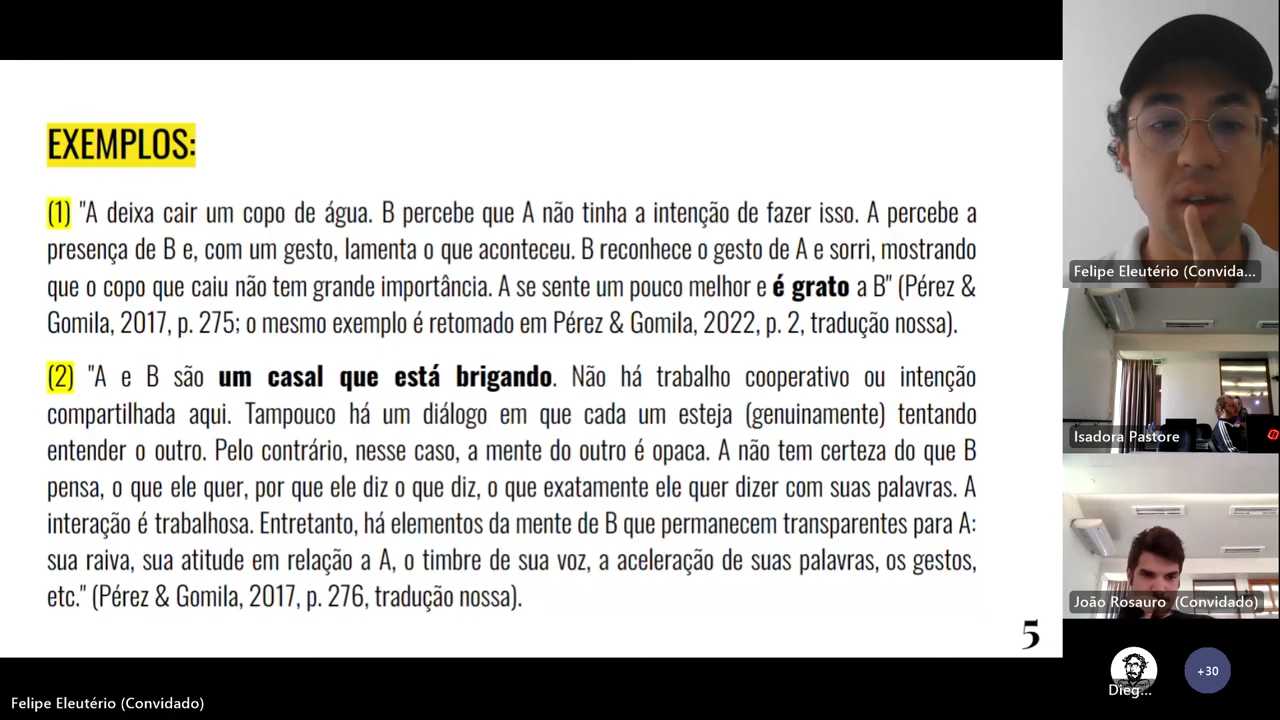 EXEMPLOS:
(1) "A deixa cair um copo de água. B percebe que A não tinha a intenção de fazer isso. A percebe a
presença de B e, com um gesto, lamenta o que aconteceu. B reconhece o gesto de A e sorri, mostrando
que o copo que caiu não tem grande importância. A se sente um pouco melhor e é grato a B" (Pérez &
Gomila, 2017, p. 275; o mesmo exemplo é retomado em Pérez & Gomila, 2022, p. 2, tradução nossa).
(2) "A e B são um casal que está brigando. Não há trabalho cooperativo ou intenção
compartilhada aqui. Tampouco há um diálogo em que cada um esteja (genuinamente) tentando
entender o outro. Pelo contrário, nesse caso, a mente do outro é opaca. A não tem certeza do que B
pensa, o que ele quer, por que ele diz o que diz, o que exatamente ele quer dizer com suas palavras. A
interação é trabalhosa. Entretanto, há elementos da mente de B que permanecem transparentes para A:
sua raiva, sua atitude em relação a A, o timbre de sua voz, a aceleração de suas palavras, os gestos,
etc." (Pérez & Gomila, 2017, p. 276, tradução nossa).
5
Felipe Eleutério (Convidado)
Felipe Eleutério (Convida...
Isadora Pastore
João Rosauro (Convidado)
Dieg...
+30